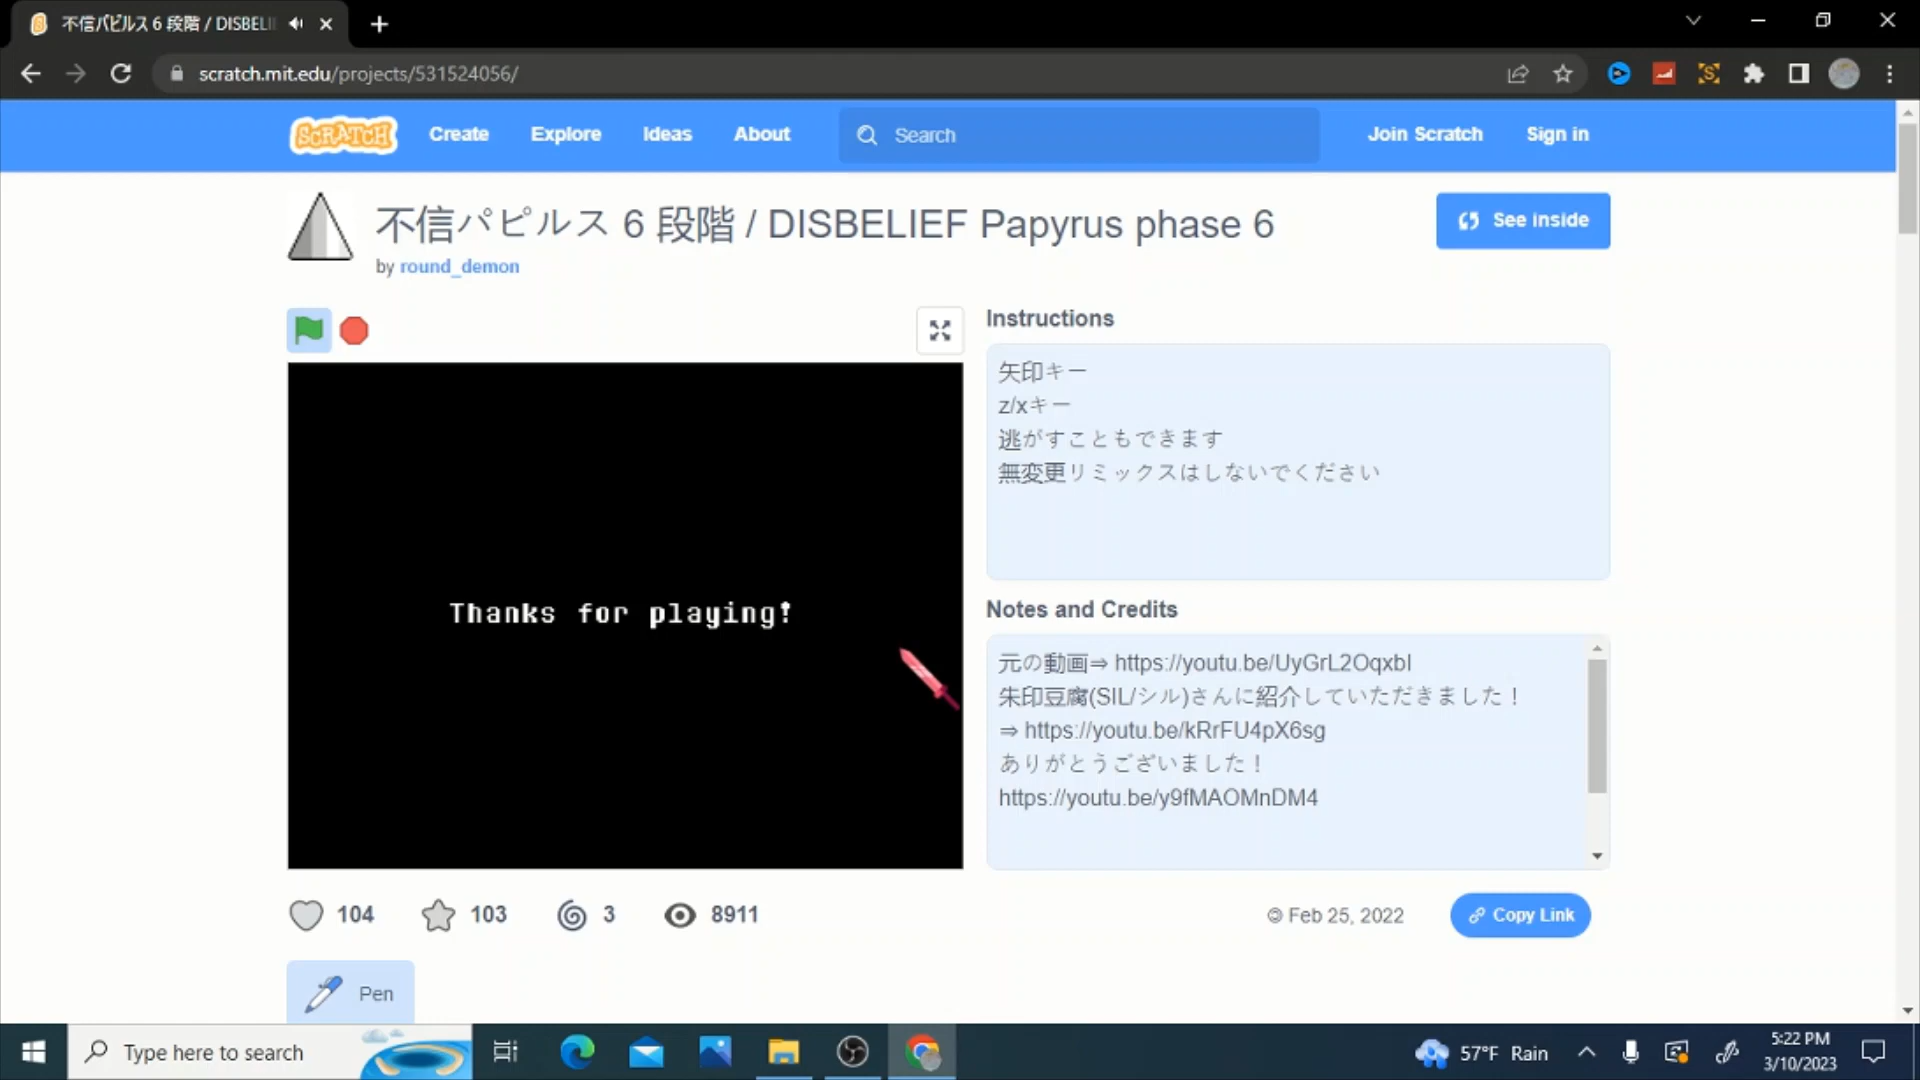 不信パピルス 6 段階 / DISBELI
scratch.mit.edu/projects/531524056/
SCRATCH
Create
Explore
Ideas
About
Search
Join Scratch
Sign in
不信パピルス 6 段階 / DISBELIEF Papyrus phase 6
by round_demon
See inside
Thanks for playing!
Instructions
矢印キー
z/xキー
逃がすこともできます
無変更リミックスはしないでください
Notes and Credits
元の動画⇒ https://youtu.be/UyGrL2OqxbI
朱印豆腐(SIL/シル)さんに紹介していただきました！
⇒ https://youtu.be/kRrFU4pX6sg
ありがとうございました！
https://youtu.be/y9fMAOMnDM4
104
103
3
8911
© Feb 25, 2022
Copy Link
Pen
Type here to search
57°F Rain
5:22 PM
3/10/2023